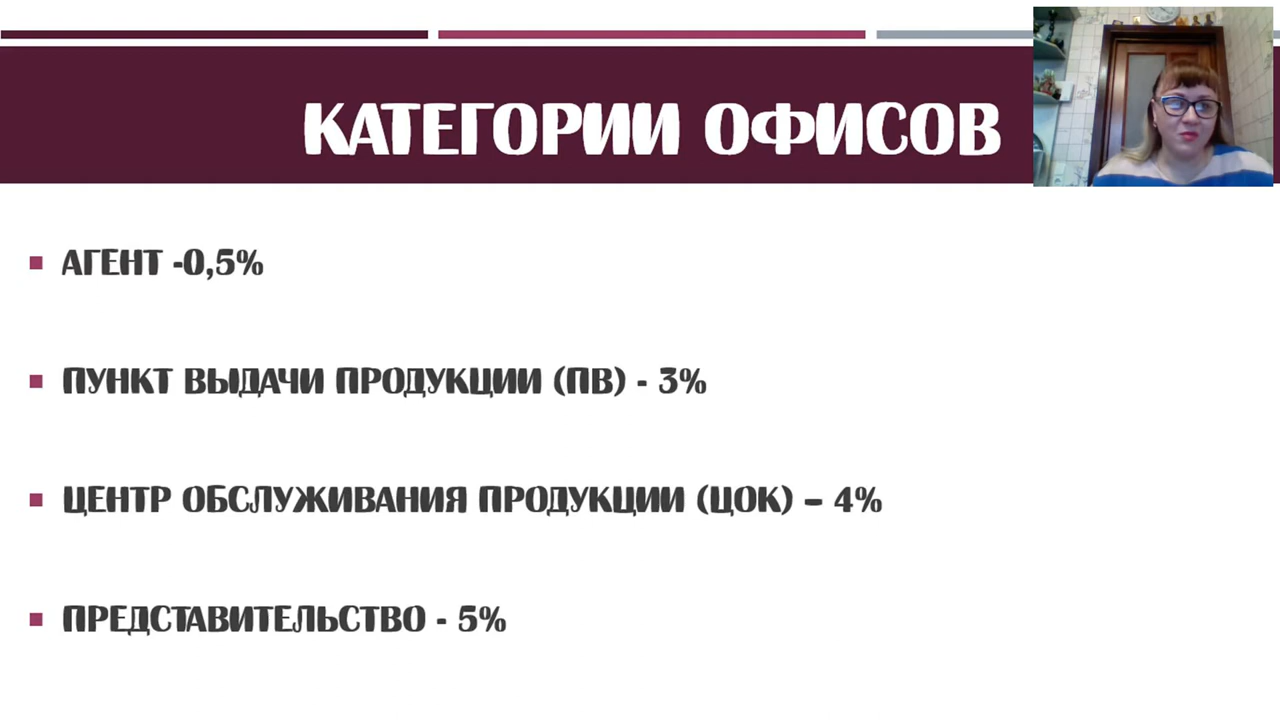 КАТЕГОРИИ ОФИСОВ
АГЕНТ -0,5%
ПУНКТ ВЫДАЧИ ПРОДУКЦИИ (ПВ) - 3%
ЦЕНТР ОБСЛУЖИВАНИЯ ПРОДУКЦИИ (ЦОК) – 4%
ПРЕДСТАВИТЕЛЬСТВО - 5%